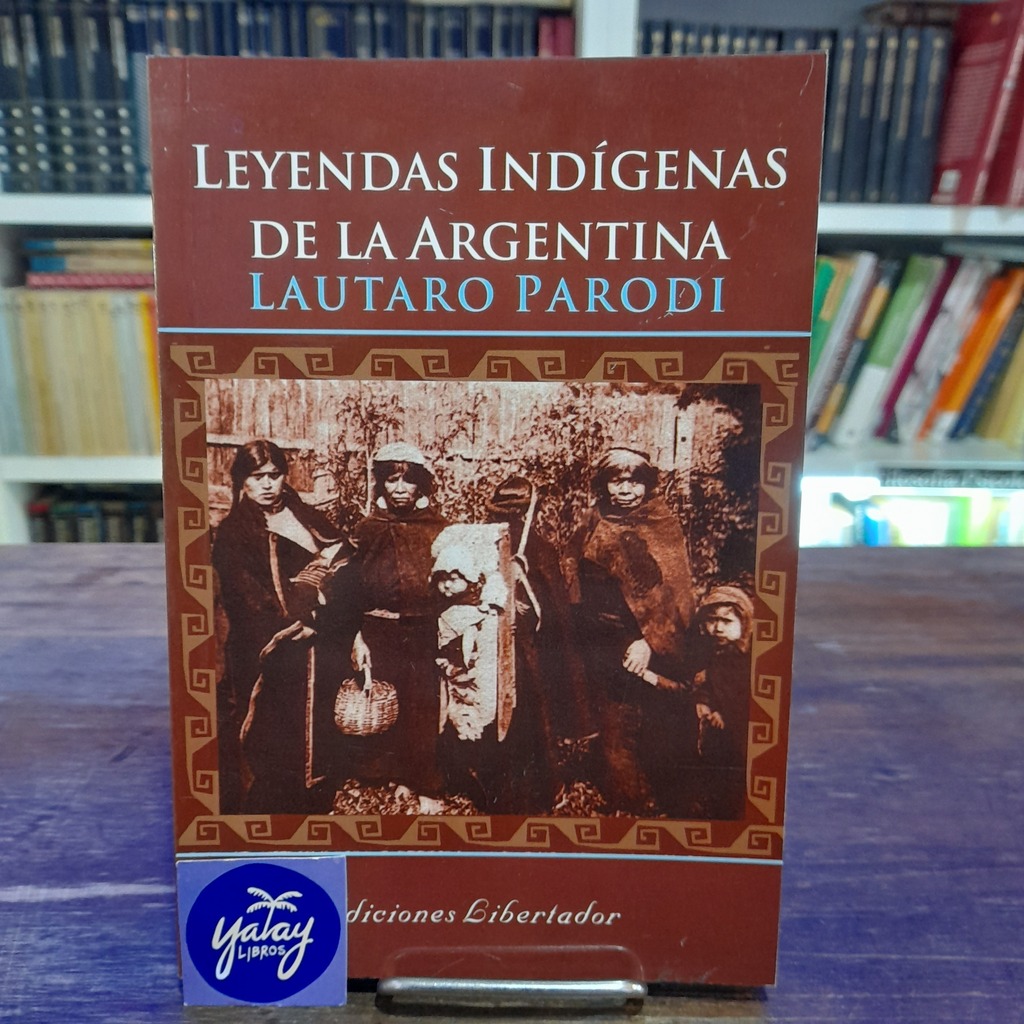 LEYENDAS INDÍGENAS
DE LA ARGENTINA
LAUTARO PARODI
diciones Libertador
yatay
LIBROS